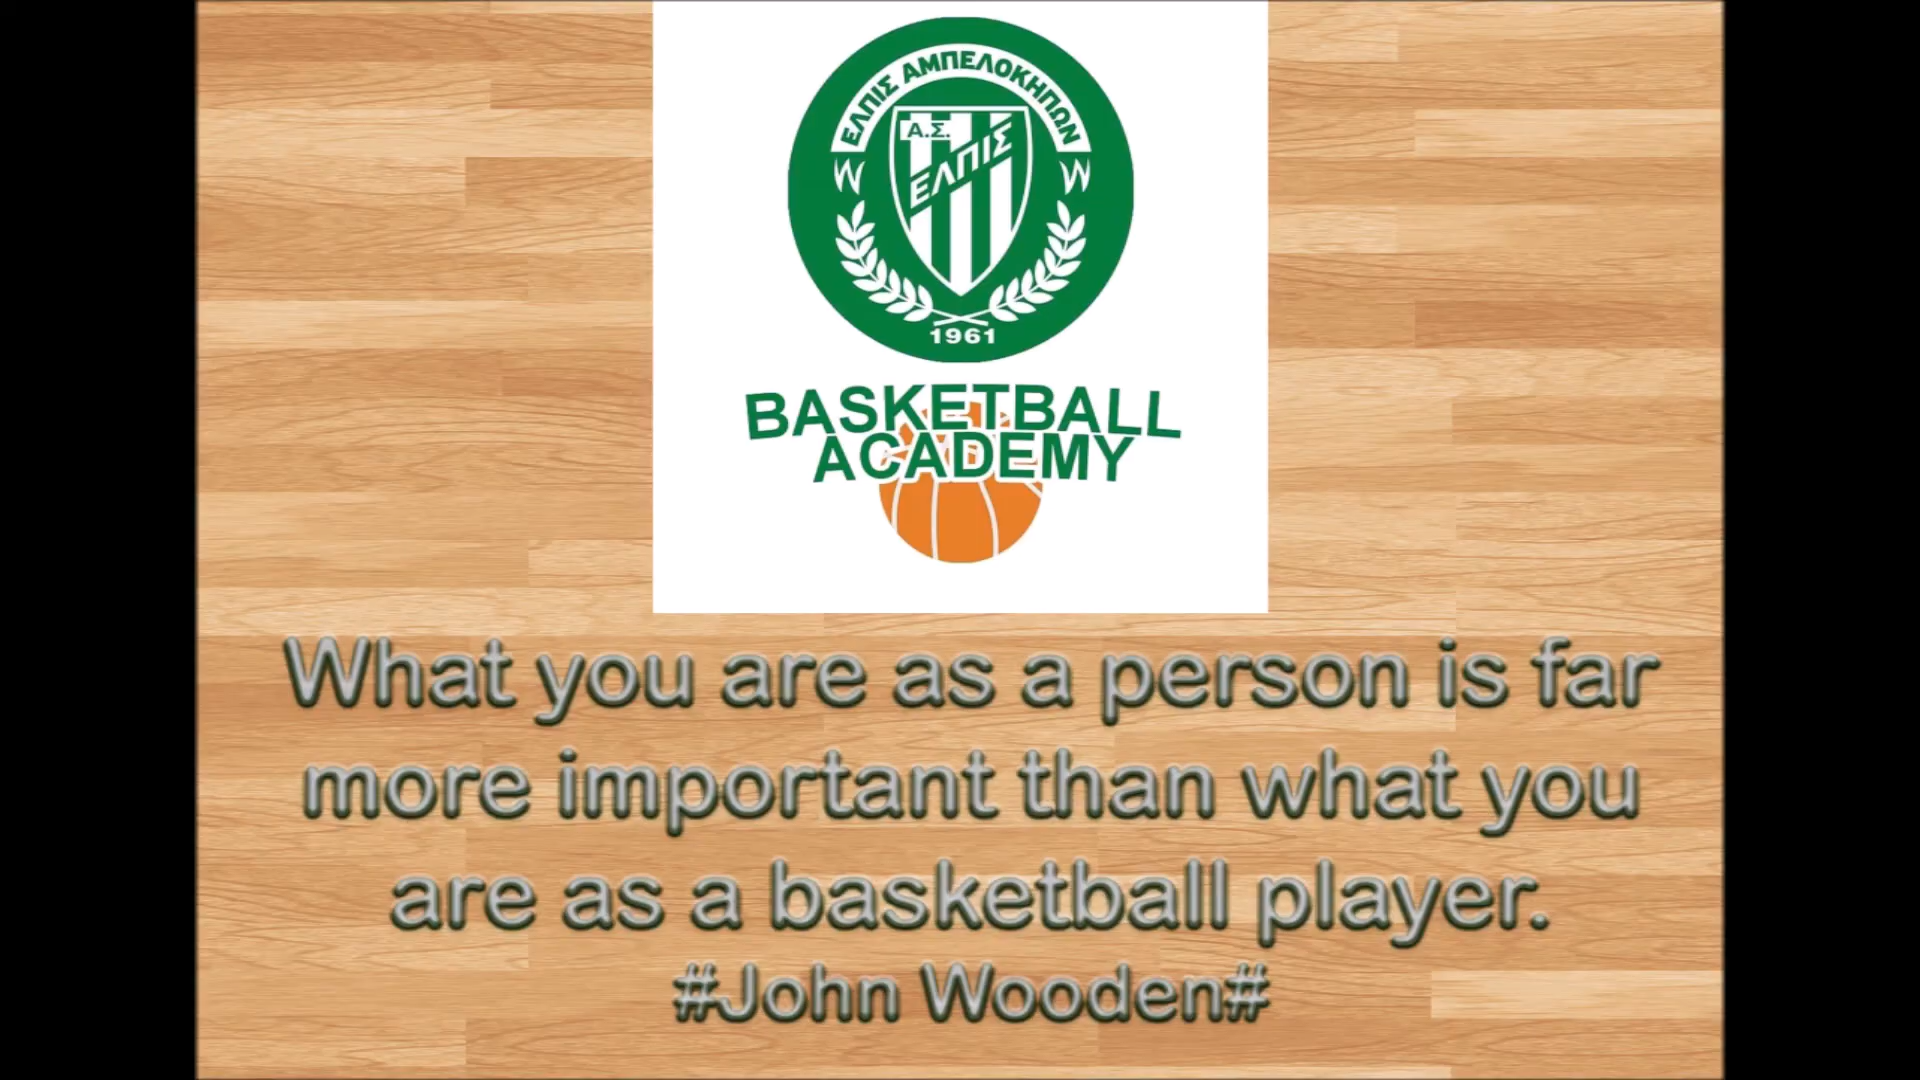 ΕΛΠΙΣ ΑΜΠΕΛΟΚΗΠΩΝ
Α.Σ.
ΕΛΠΙΣ
1961
BASKETBALL
ACADEMY
What you are as a person is far
more important than what you
are as a basketball player.
#John Wooden#